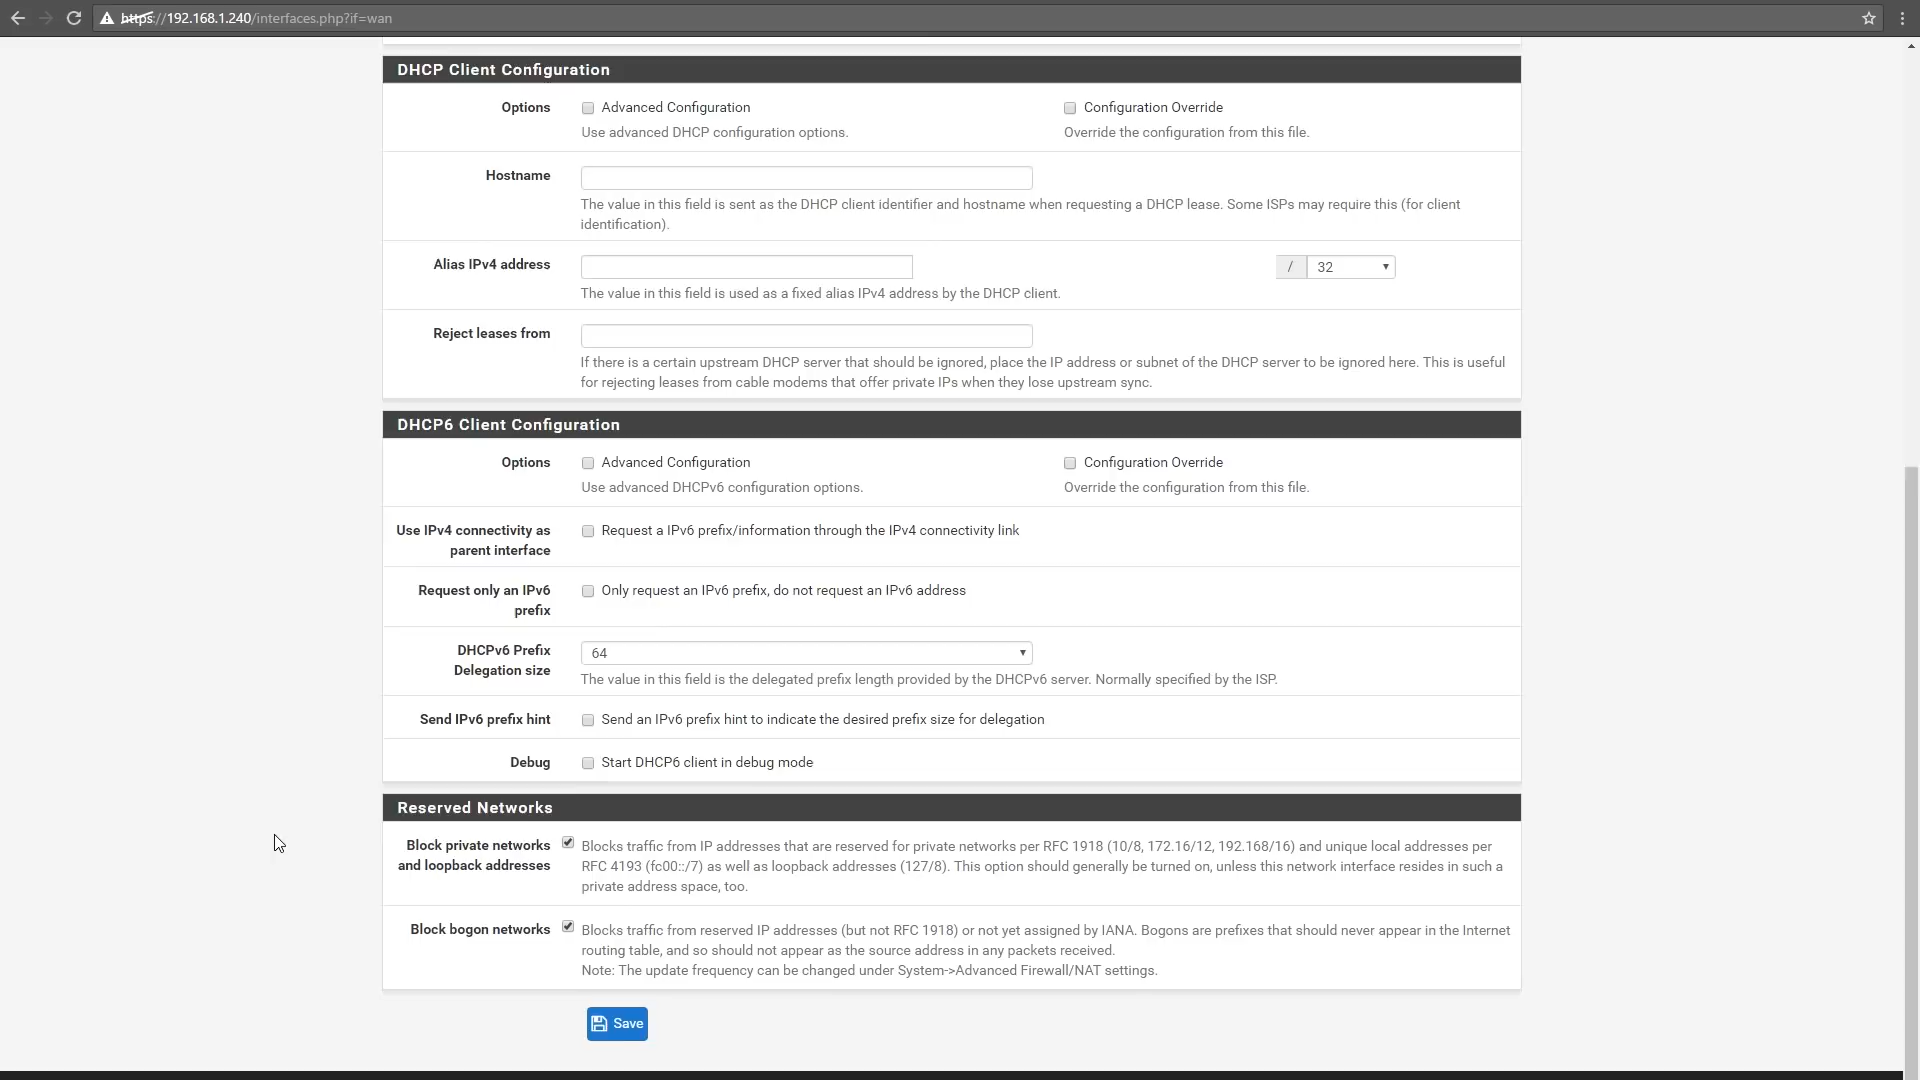 https://192.168.1.240/interfaces.php?if=wan
DHCP Client Configuration
Options
Advanced Configuration
Configuration Override
Use advanced DHCP configuration options.
Override the configuration from this file.
Hostname
The value in this field is sent as the DHCP client identifier and hostname when requesting a DHCP lease. Some ISPs may require this (for client
identification).
Alias IPv4 address
/ 32
The value in this field is used as a fixed alias IPv4 address by the DHCP client.
Reject leases from
If there is a certain upstream DHCP server that should be ignored, place the IP address or subnet of the DHCP server to be ignored here. This is useful
for rejecting leases from cable modems that offer private IPs when they lose upstream sync.
DHCP6 Client Configuration
Options
Advanced Configuration
Configuration Override
Use advanced DHCPv6 configuration options.
Override the configuration from this file.
Use IPv4 connectivity as
parent interface
Request a IPv6 prefix/information through the IPv4 connectivity link
Request only an IPv6
prefix
Only request an IPv6 prefix, do not request an IPv6 address
DHCPv6 Prefix
Delegation size
64
The value in this field is the delegated prefix length provided by the DHCPv6 server. Normally specified by the ISP.
Send IPv6 prefix hint
Send an IPv6 prefix hint to indicate the desired prefix size for delegation
Debug
Start DHCP6 client in debug mode
Reserved Networks
Block private networks
and loopback addresses
Blocks traffic from IP addresses that are reserved for private networks per RFC 1918 (10/8, 172.16/12, 192.168/16) and unique local addresses per
RFC 4193 (fc00::/7) as well as loopback addresses (127/8). This option should generally be turned on, unless this network interface resides in such a
private address space, too.
Block bogon networks
Blocks traffic from reserved IP addresses (but not RFC 1918) or not yet assigned by IANA. Bogons are prefixes that should never appear in the Internet
routing table, and so should not appear as the source address in any packets received.
Note: The update frequency can be changed under System->Advanced Firewall/NAT settings.
Save